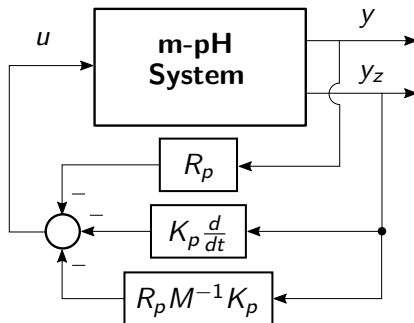 y
u
m-pH
System
y_z
R_p
−
−
K_p d/dt
−
R_p M^{-1} K_p